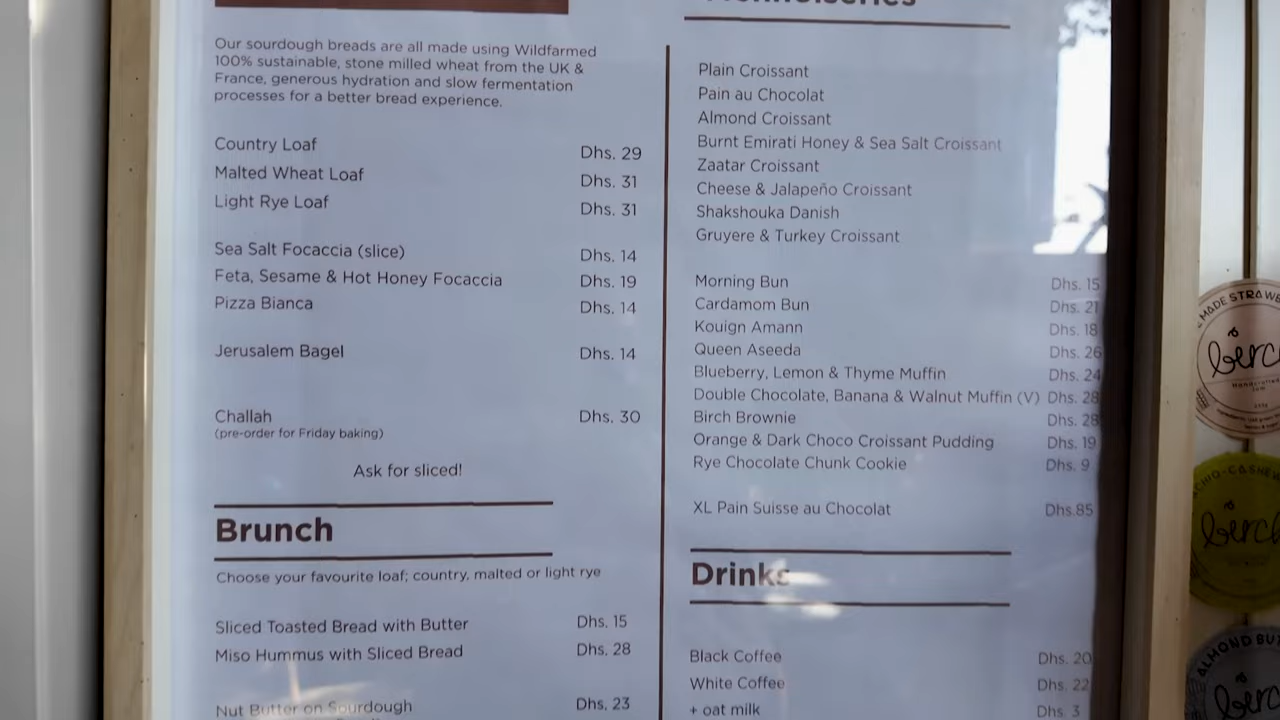 Our sourdough breads are all made using Wildfarmed
100% sustainable, stone milled wheat from the UK &
France, generous hydration and slow fermentation
processes for a better bread experience.
Country Loaf Dhs. 29
Malted Wheat Loaf Dhs. 31
Light Rye Loaf Dhs. 31
Sea Salt Focaccia (slice) Dhs. 14
Feta, Sesame & Hot Honey Focaccia Dhs. 19
Pizza Bianca Dhs. 14
Jerusalem Bagel Dhs. 14
Challah Dhs. 30
(pre-order for Friday baking)
Ask for sliced!
Brunch
Choose your favourite loaf; country, malted or light rye
Sliced Toasted Bread with Butter Dhs. 15
Miso Hummus with Sliced Bread Dhs. 28
Nut Butter on Sourdough Dhs. 23
Plain Croissant
Pain au Chocolat
Almond Croissant
Burnt Emirati Honey & Sea Salt Croissant
Zaatar Croissant
Cheese & Jalapeño Croissant
Shakshouka Danish
Gruyere & Turkey Croissant
Morning Bun Dhs. 15
Cardamom Bun Dhs. 21
Kouign Amann Dhs. 18
Queen Aseeda Dhs. 26
Blueberry, Lemon & Thyme Muffin Dhs. 24
Double Chocolate, Banana & Walnut Muffin (V) Dhs. 28
Birch Brownie Dhs. 28
Orange & Dark Choco Croissant Pudding Dhs. 19
Rye Chocolate Chunk Cookie Dhs. 9
XL Pain Suisse au Chocolat Dhs.85
Drinks
Black Coffee Dhs. 20
White Coffee Dhs. 22
+ oat milk Dhs. 3
MADE
Handcrafted
ALMOND